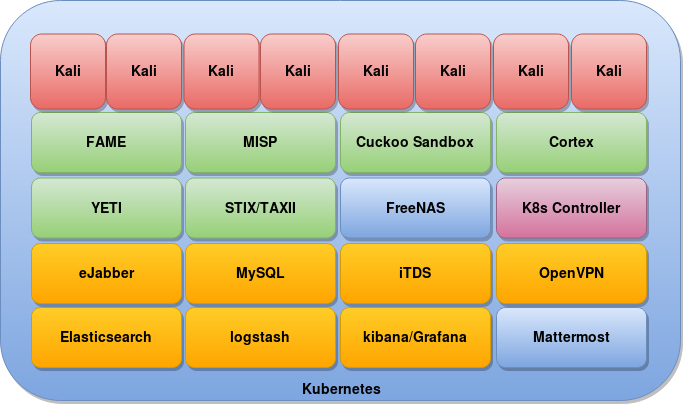 Kali Kali Kali Kali Kali Kali Kali Kali
FAME MISP Cuckoo Sandbox Cortex
YETI STIX/TAXII FreeNAS K8s Controller
eJabber MySQL iTDS OpenVPN
Elasticsearch logstash kibana/Grafana Mattermost
Kubernetes